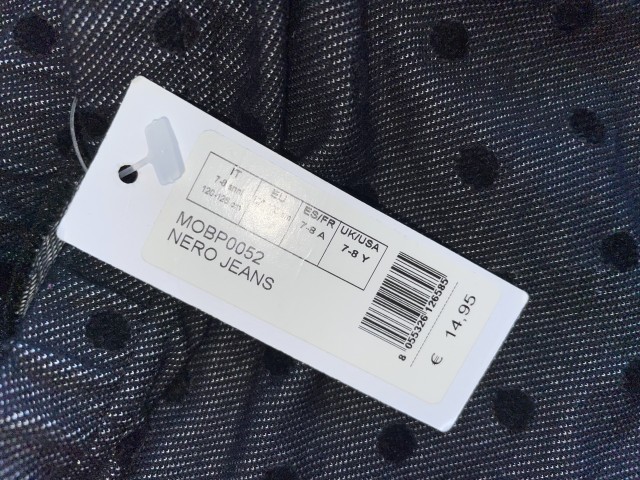 IT
7-8 anni
120-128 cm
EU
ES/FR
7-8 A
UK/USA
7-8 Y
MOBP0052
NERO JEANS
8 055326 126585
€ 14,95